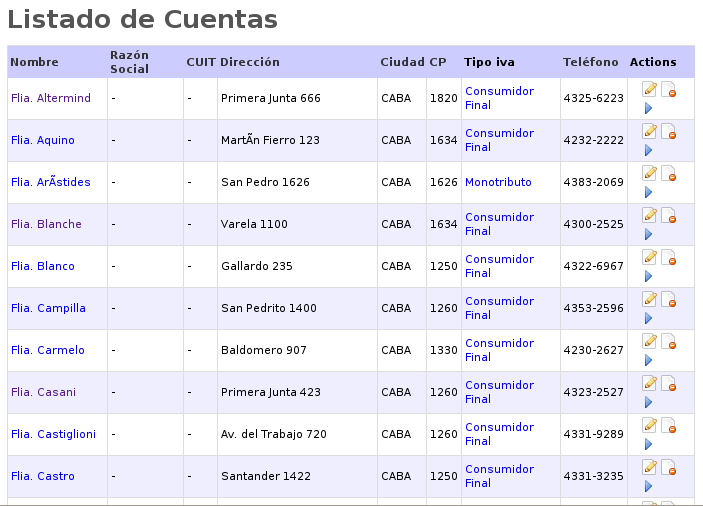 Listado de Cuentas
Nombre Razón Social CUIT Dirección Ciudad CP Tipo iva Teléfono Actions
Flia. Altermind - - Primera Junta 666 CABA 1820 Consumidor Final 4325-6223
Flia. Aquino - - MartÃn Fierro 123 CABA 1634 Consumidor Final 4232-2222
Flia. ArÃstides - - San Pedro 1626 CABA 1626 Monotributo 4383-2069
Flia. Blanche - - Varela 1100 CABA 1634 Consumidor Final 4300-2525
Flia. Blanco - - Gallardo 235 CABA 1250 Consumidor Final 4322-6967
Flia. Campilla - - San Pedrito 1400 CABA 1260 Consumidor Final 4353-2596
Flia. Carmelo - - Baldomero 907 CABA 1330 Consumidor Final 4230-2627
Flia. Casani - - Primera Junta 423 CABA 1260 Consumidor Final 4323-2527
Flia. Castiglioni - - Av. del Trabajo 720 CABA 1260 Consumidor Final 4331-9289
Flia. Castro - - Santander 1422 CABA 1250 Consumidor Final 4331-3235